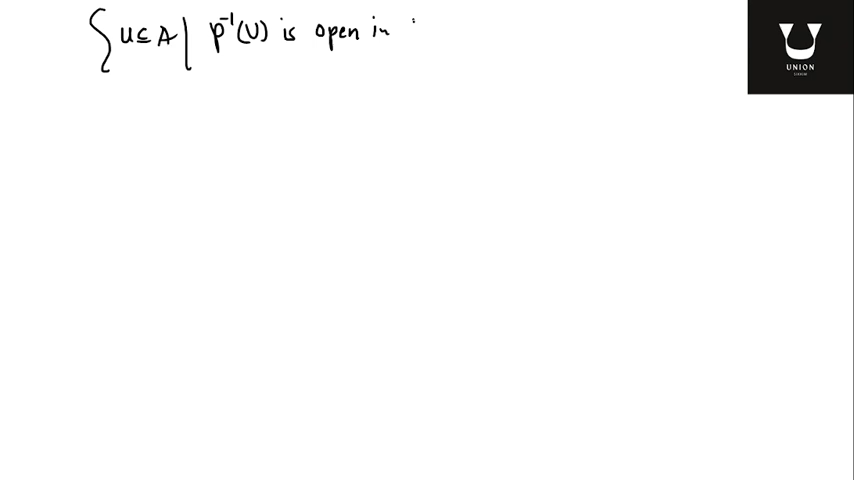 { U ⊆ A | p⁻¹(U) is open in
UNION